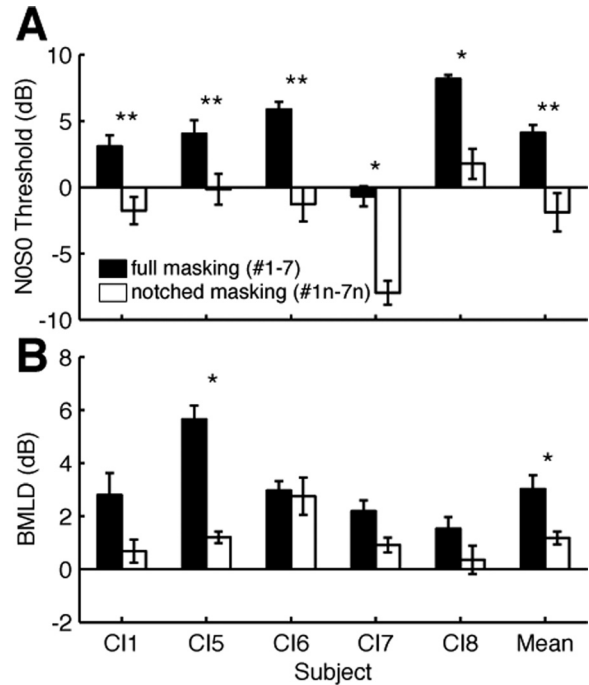 A
10
5
0
-5
-10
N0S0 Threshold (dB)
**
**
**
*
*
**
full masking (#1-7)
notched masking (#1n-7n)
B
8
6
4
2
0
-2
BMLD (dB)
*
*
CI1 CI5 CI6 CI7 CI8 Mean
Subject